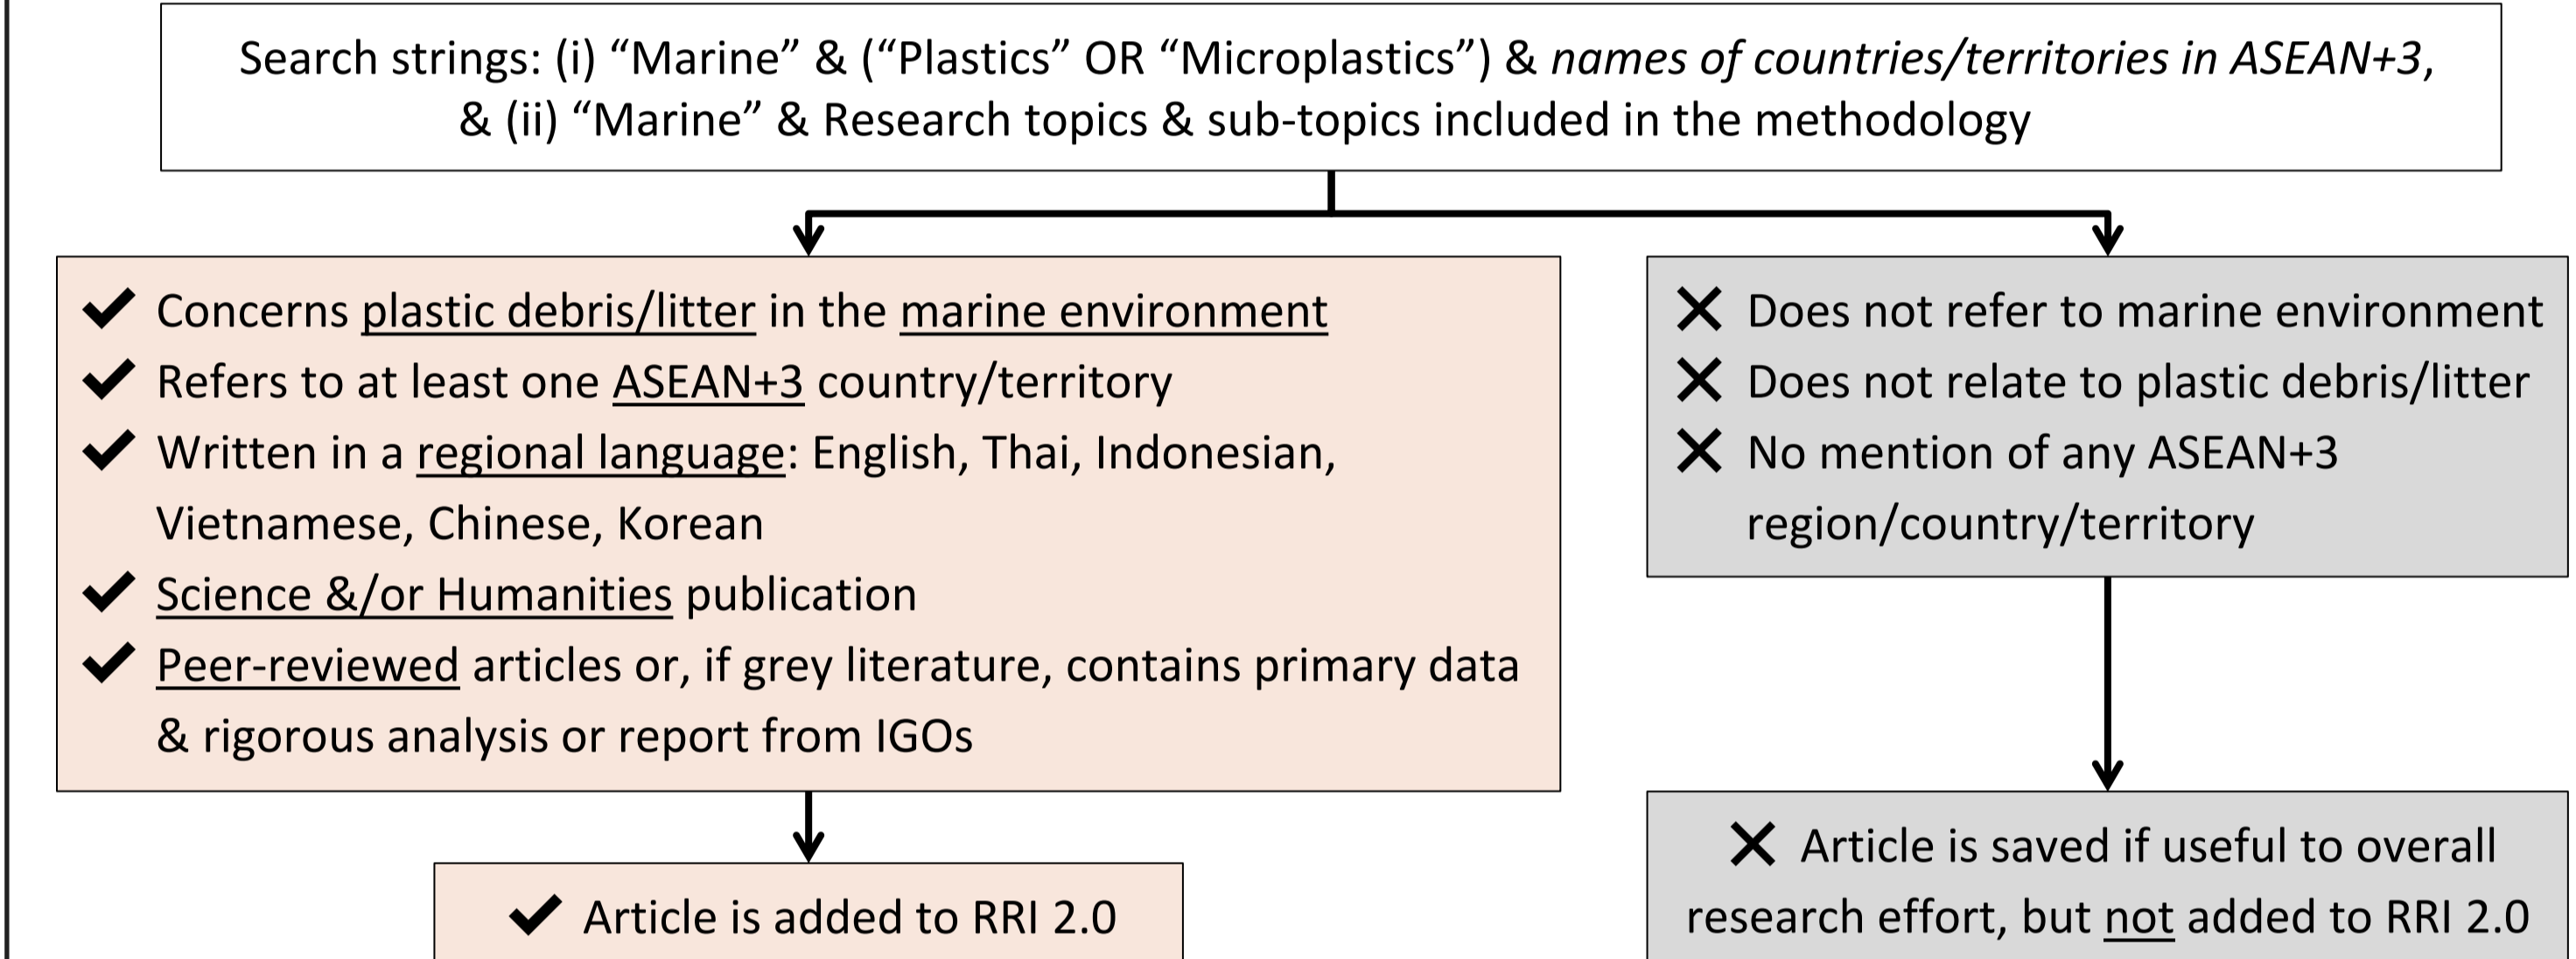 Search strings: (i) “Marine” & (“Plastics” OR “Microplastics”) & names of countries/territories in ASEAN+3,
& (ii) “Marine” & Research topics & sub-topics included in the methodology
Concerns plastic debris/litter in the marine environment
Refers to at least one ASEAN+3 country/territory
Written in a regional language: English, Thai, Indonesian,
Vietnamese, Chinese, Korean
Science &/or Humanities publication
Peer-reviewed articles or, if grey literature, contains primary data
& rigorous analysis or report from IGOs
Article is added to RRI 2.0
Does not refer to marine environment
Does not relate to plastic debris/litter
No mention of any ASEAN+3
region/country/territory
Article is saved if useful to overall
research effort, but not added to RRI 2.0